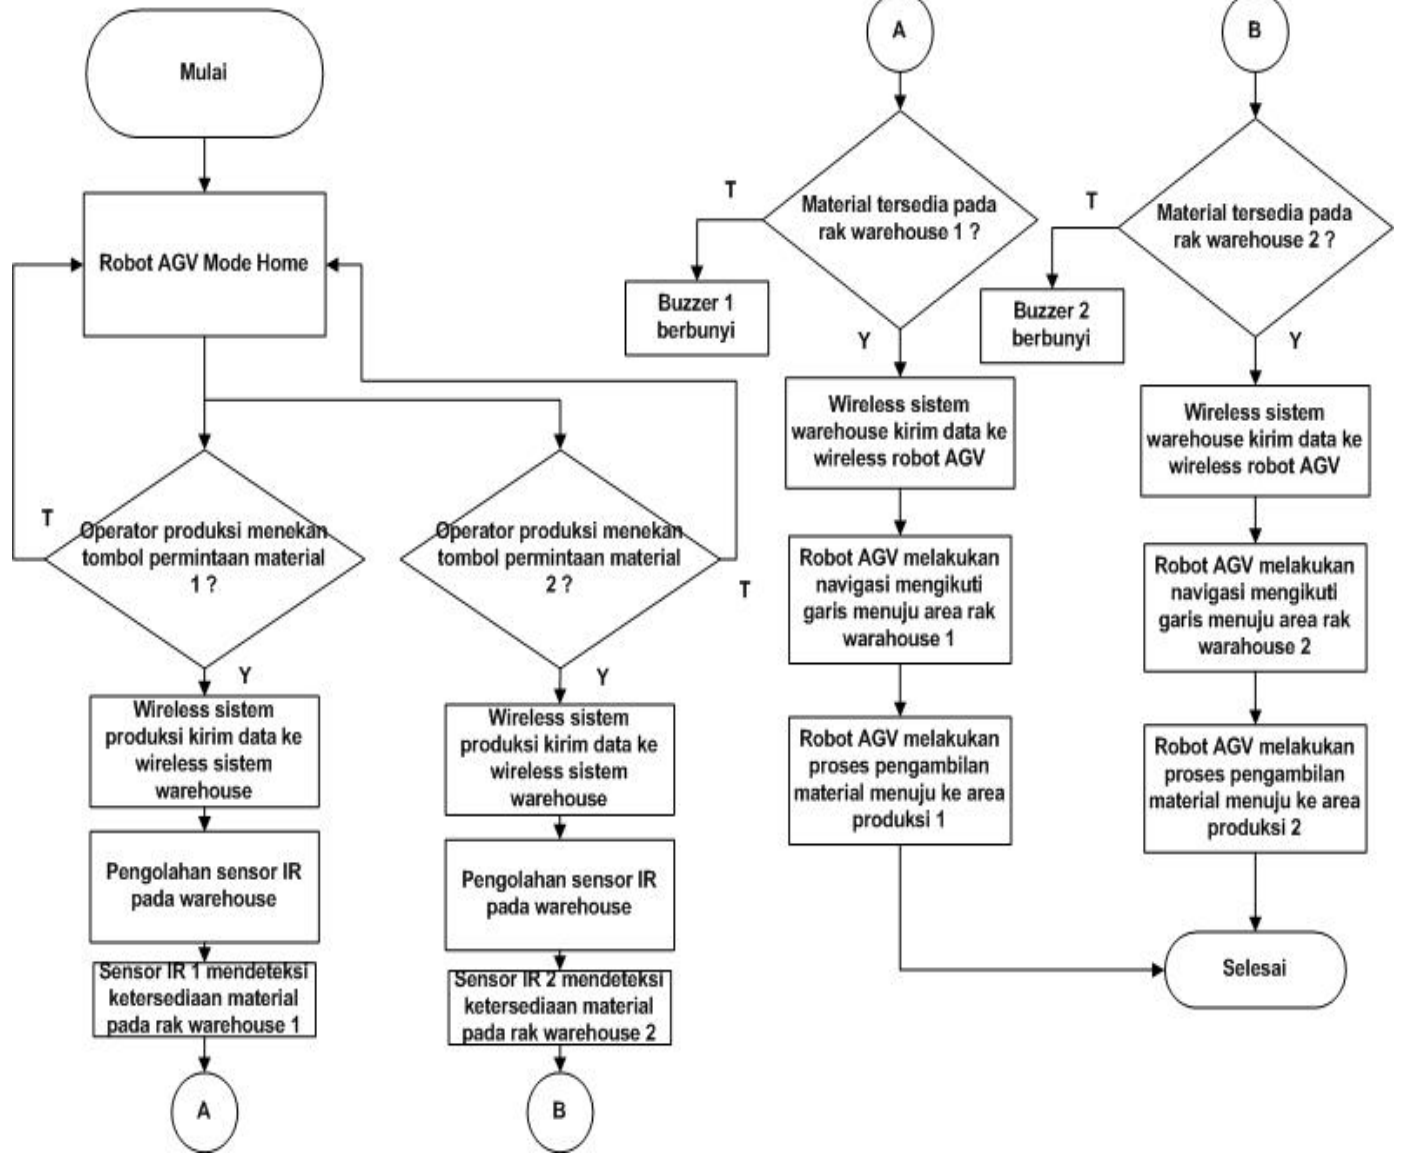 Mulai
Robot AGV Mode Home
T
Operator produksi menekan
tombol permintaan material
1 ?
Y
Wireless sistem
produksi kirim data ke
wireless sistem
warehouse
Pengolahan sensor IR
pada warehouse
Sensor IR 1 mendeteksi
ketersediaan material
pada rak warehouse 1
A
Operator produksi menekan
tombol permintaan material
2 ?
T
Y
Wireless sistem
produksi kirim data ke
wireless sistem
warehouse
Pengolahan sensor IR
pada warehouse
Sensor IR 2 mendeteksi
ketersediaan material
pada rak warehouse 2
B
A
Material tersedia pada
rak warehouse 1 ?
T
Buzzer 1
berbunyi
Y
Wireless sistem
warehouse kirim data ke
wireless robot AGV
Robot AGV melakukan
navigasi mengikuti
garis menuju area rak
warahouse 1
Robot AGV melakukan
proses pengambilan
material menuju ke area
produksi 1
B
Material tersedia pada
rak warehouse 2 ?
T
Buzzer 2
berbunyi
Y
Wireless sistem
warehouse kirim data ke
wireless robot AGV
Robot AGV melakukan
navigasi mengikuti
garis menuju area rak
warahouse 2
Robot AGV melakukan
proses pengambilan
material menuju ke area
produksi 2
Selesai